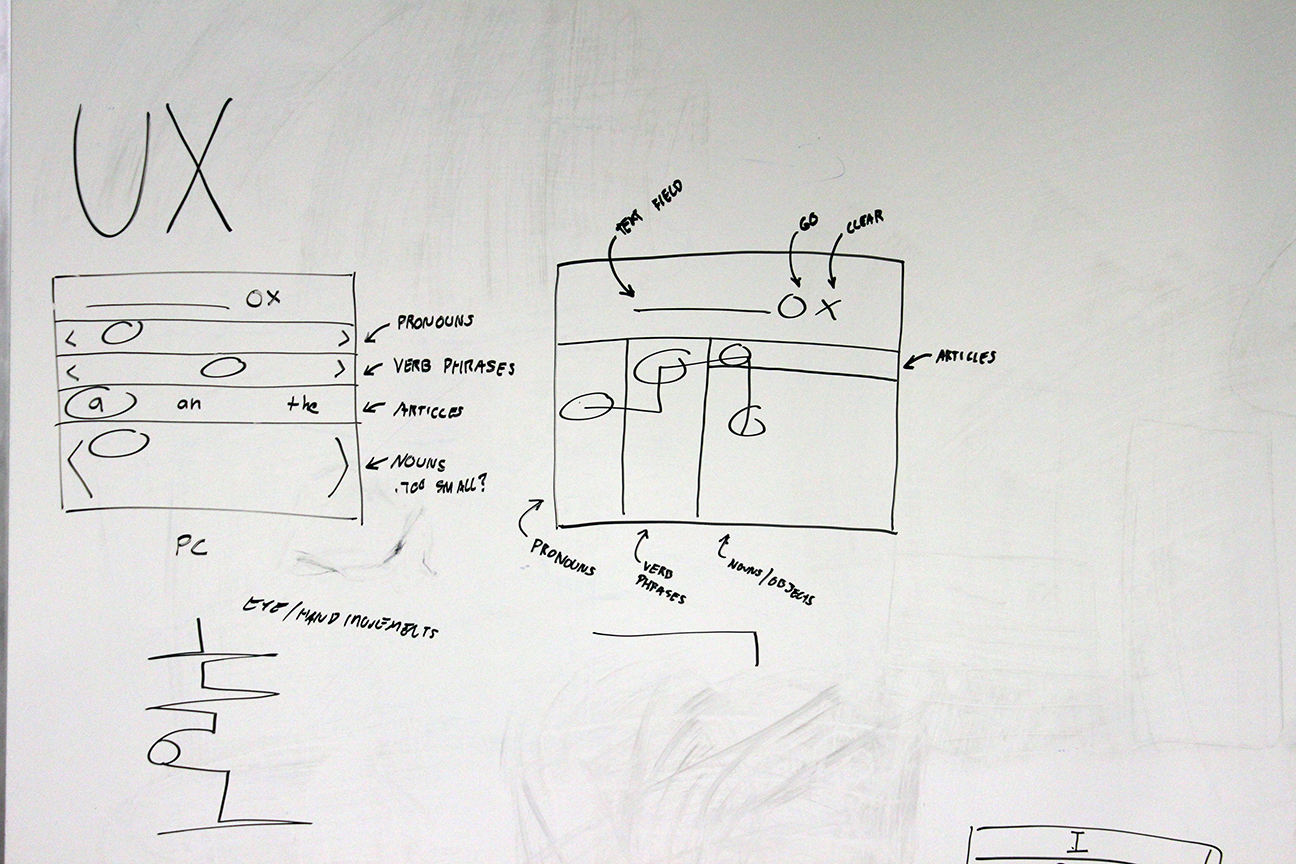 UX
OX
PRONOUNS
VERB PHRASES
a an the
ARTICLES
NOUNS
. TOO SMALL?
PC
EYE/HAND MOVEMENTS
TEXT FIELD
GO
CLEAR
O X
ARTICLES
PRONOUNS
VERB
PHRASES
NOUNS/OBJECTS
I